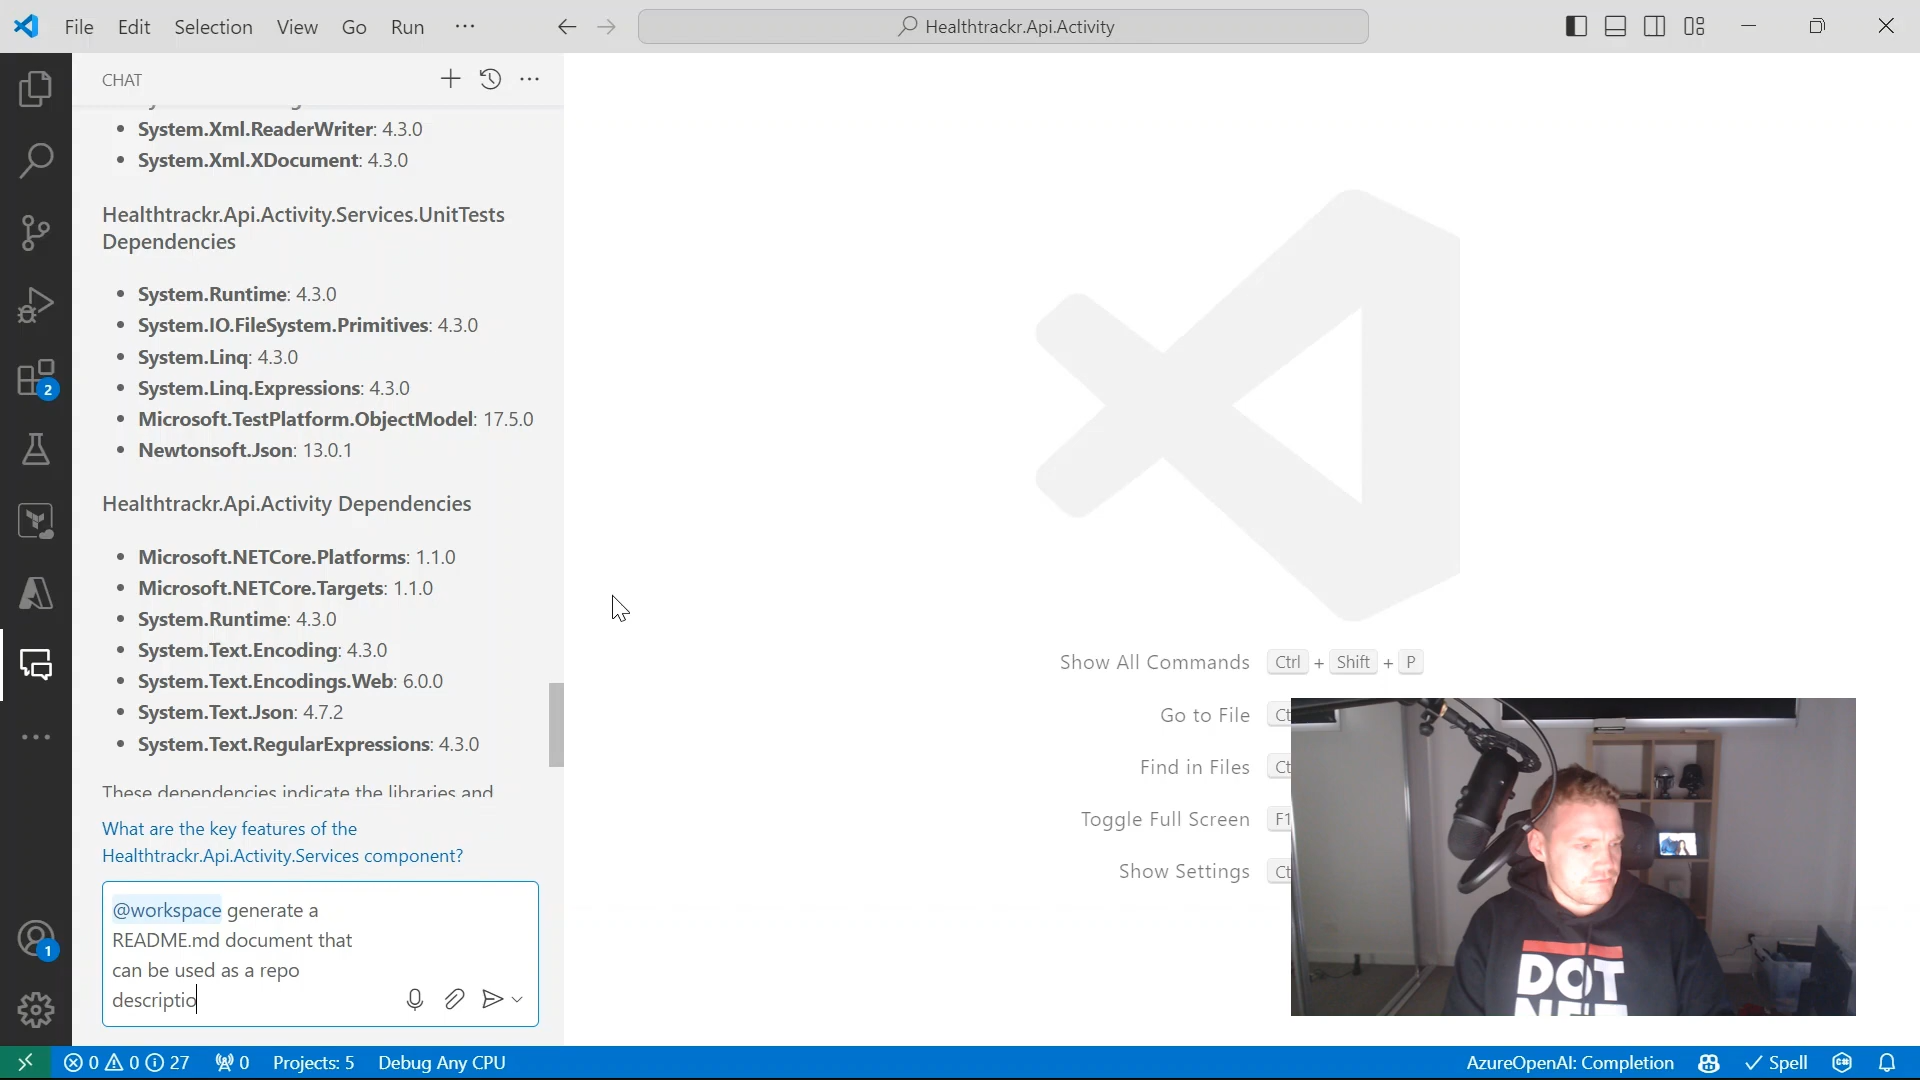 File Edit Selection View Go Run ···
Healthtrackr.Api.Activity
CHAT
System.Xml.ReaderWriter: 4.3.0
System.Xml.XDocument: 4.3.0
Healthtrackr.Api.Activity.Services.UnitTests
Dependencies
System.Runtime: 4.3.0
System.IO.FileSystem.Primitives: 4.3.0
System.Linq: 4.3.0
System.Linq.Expressions: 4.3.0
Microsoft.TestPlatform.ObjectModel: 17.5.0
Newtonsoft.Json: 13.0.1
Healthtrackr.Api.Activity Dependencies
Microsoft.NETCore.Platforms: 1.1.0
Microsoft.NETCore.Targets: 1.1.0
System.Runtime: 4.3.0
System.Text.Encoding: 4.3.0
System.Text.Encodings.Web: 6.0.0
System.Text.Json: 4.7.2
System.Text.RegularExpressions: 4.3.0
These dependencies indicate the libraries and
What are the key features of the
Healthtrackr.Api.Activity.Services component?
@workspace generate a
README.md document that
can be used as a repo
descriptio
2
1
Show All Commands Ctrl + Shift + P
Go to File
Find in Files
Toggle Full Screen
Show Settings
DOT
NET
0 0 27 0 Projects: 5 Debug Any CPU
AzureOpenAI: Completion Spell